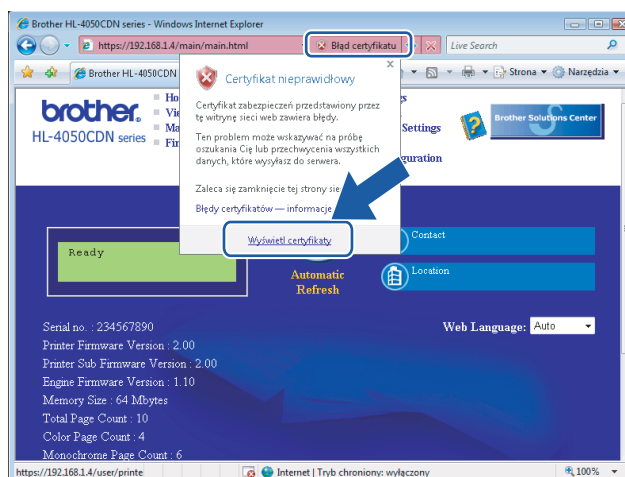 Brother HL-4050CDN series - Windows Internet Explorer
https://192.168.1.4/main/main.html
Błąd certyfikatu
Live Search
Brother HL-4050CDN
Strona
Narzędzia
brother.
HL-4050CDN series
Settings
Brother Solutions Center
Certyfikat nieprawidłowy
Certyfikat zabezpieczeń przedstawiony przez
tę witrynę sieci web zawiera błędy.
Ten problem może wskazywać na próbę
oszukania Cię lub przechwycenia wszystkich
danych, które wysyłasz do serwera.
Zaleca się zamknięcie tej strony
Błędy certyfikatów — informacje
Wyświetl certyfikaty
Ready
Automatic
Refresh
Contact
Location
Serial no. : 234567890
Web Language: Auto
Printer Firmware Version : 2.00
Printer Sub Firmware Version : 2.00
Engine Firmware Version : 1.10
Memory Size : 64 Mbytes
Total Page Count : 10
Color Page Count : 4
Monochrome Page Count : 6
https://192.168.1.4/user/printe
Internet | Tryb chroniony: wyłączony
100%